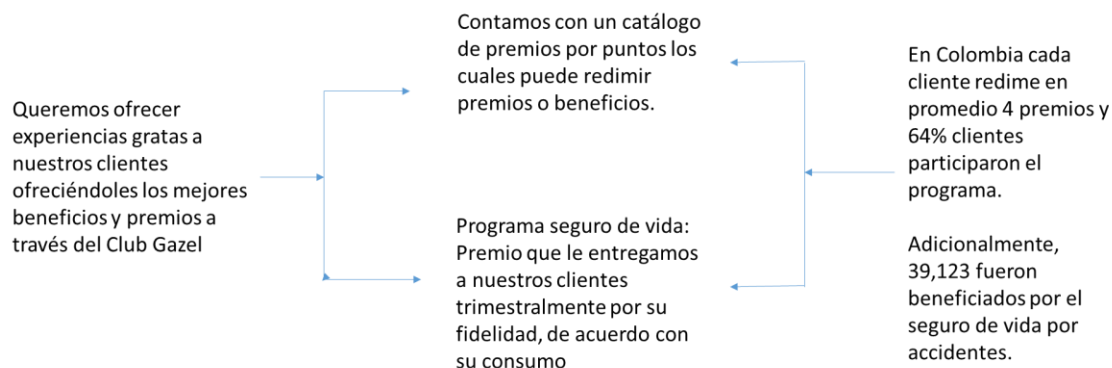 Queremos ofrecer
experiencias gratas a
nuestros clientes
ofreciéndoles los mejores
beneficios y premios a
través del Club Gazel
Contamos con un catálogo
de premios por puntos los
cuales puede redimir
premios o beneficios.
Programa seguro de vida:
Premio que le entregamos
a nuestros clientes
trimestralmente por su
fidelidad, de acuerdo con
su consumo
En Colombia cada
cliente redime en
promedio 4 premios y
64% clientes
participaron el
programa.
Adicionalmente,
39,123 fueron
beneficiados por el
seguro de vida por
accidentes.